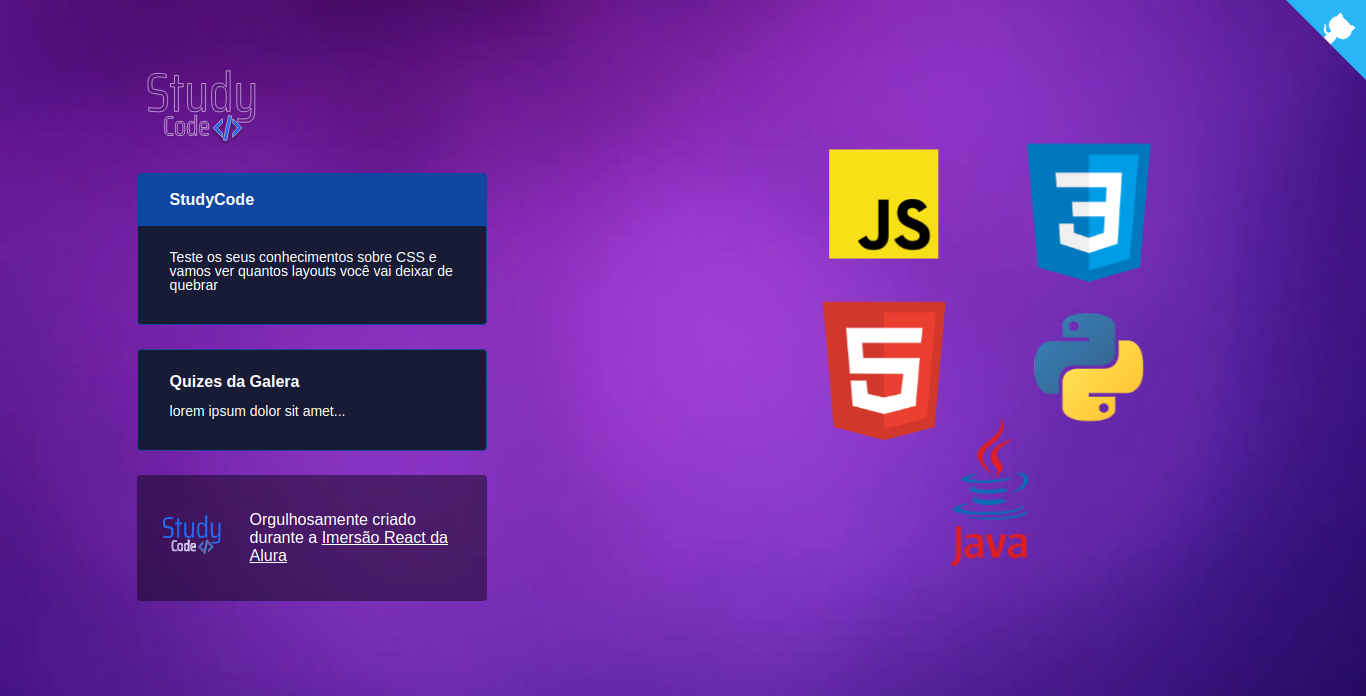 Study
Code </>
StudyCode
Teste os seus conhecimentos sobre CSS e
vamos ver quantos layouts você vai deixar de
quebrar
Quizes da Galera
lorem ipsum dolor sit amet...
Study
Code </>
Orgulhosamente criado
durante a Imersão React da
Alura
JS
3
5
Java